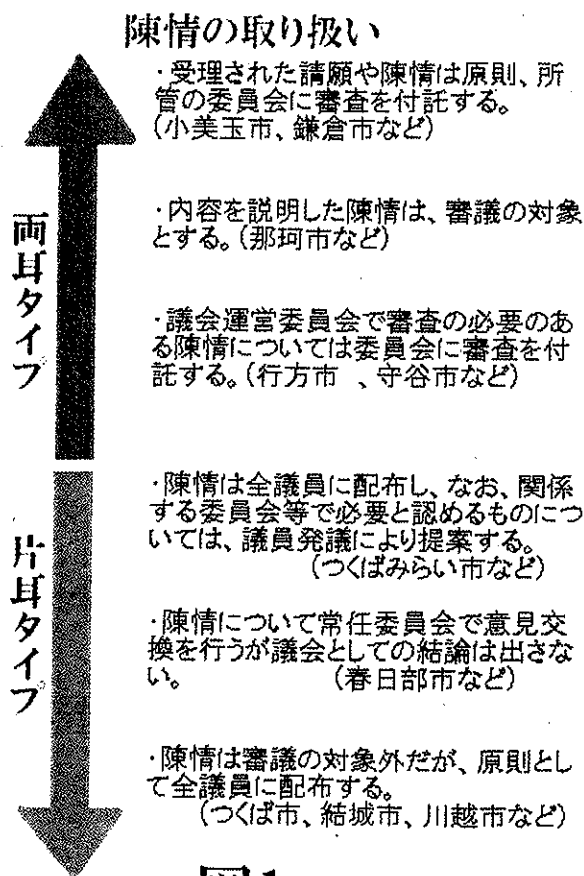 陳情の取り扱い
・受理された請願や陳情は原則、所
管の委員会に審査を付託する。
(小美玉市、鎌倉市など)
・内容を説明した陳情は、審議の対象
とする。(那珂市など)
両耳タイプ
・議会運営委員会で審査の必要のあ
る陳情については委員会に審査を付
託する。(行方市 、守谷市など)
・陳情は全議員に配布し、なお、関係
する委員会等で必要と認めるものにつ
いては、議員発議により提案する。
(つくばみらい市など)
片耳タイプ
・陳情について常任委員会で意見交
換を行うが議会としての結論は出さな
い。 (春日部市など)
・陳情は審議の対象外だが、原則とし
て全議員に配布する。
(つくば市、結城市、川越市など)